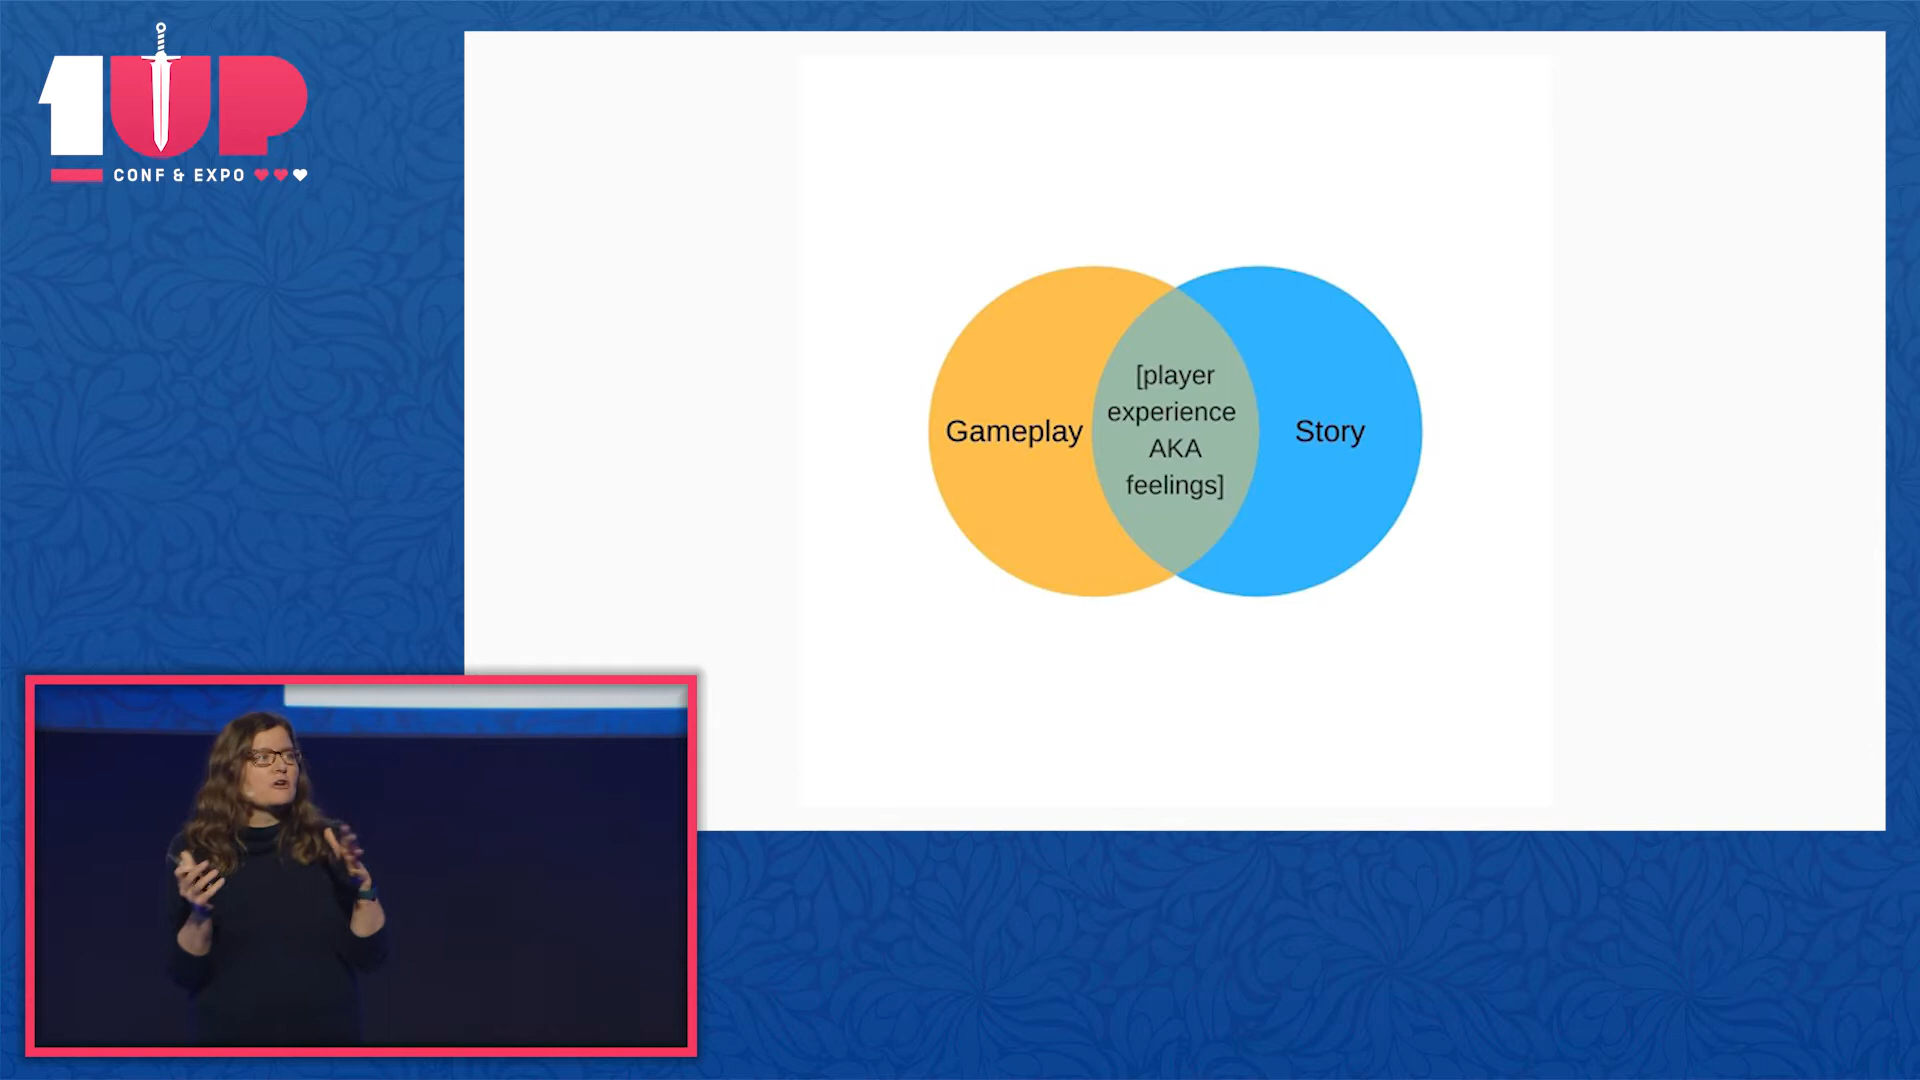 1UP
CONF & EXPO
Gameplay
[player
experience
AKA
feelings]
Story